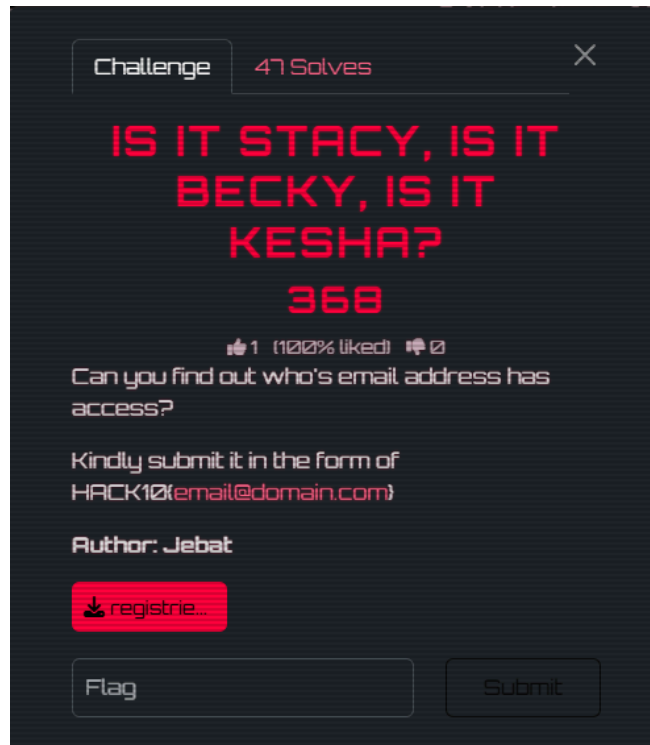 Challenge
47 Solves
IS IT STACY, IS IT
BECKY, IS IT
KESHA?
368
1 (100% liked) 0
Can you find out who's email address has
access?
Kindly submit it in the form of
HACK10{email@domain.com}
Author: Jebat
registrie...
Flag
Submit